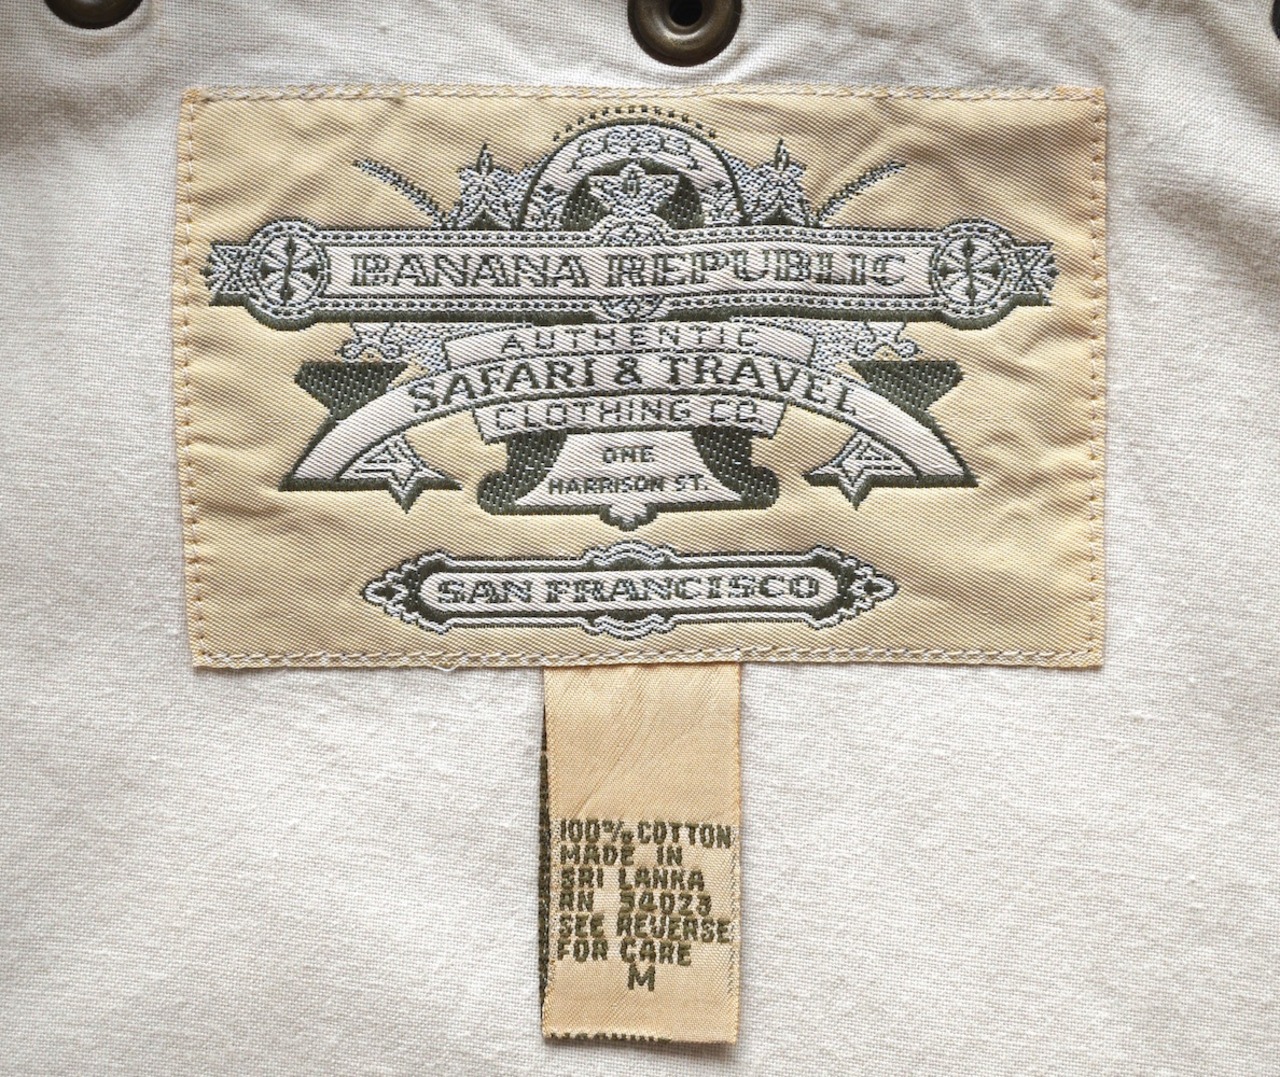 BANANA REPUBLIC
AUTHENTIC
SAFARI & TRAVEL
CLOTHING CO.
ONE
HARRISON ST.
SAN FRANCISCO
100% COTTON
MADE IN
SRI LANKA
RN 54023
SEE REVERSE
FOR CARE
M